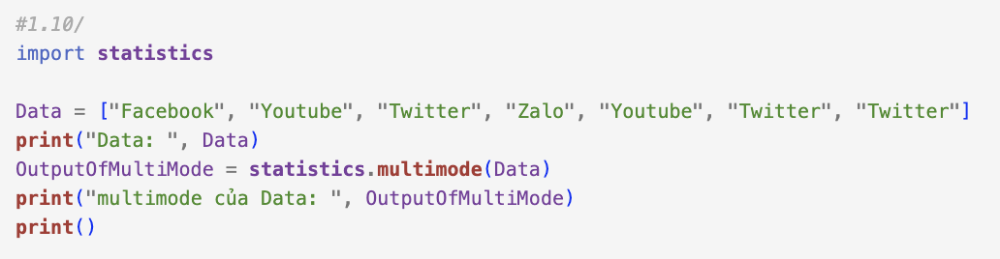 #1.10/
import statistics
Data = ["Facebook", "Youtube", "Twitter", "Zalo", "Youtube", "Twitter", "Twitter"]
print("Data: ", Data)
OutputOfMultiMode = statistics.multimode(Data)
print("multimode của Data: ", OutputOfMultiMode)
print()